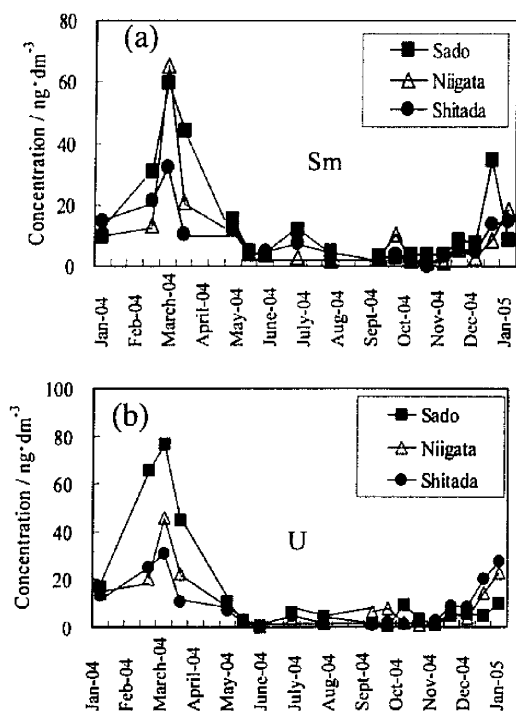 (a)
Concentration / ng·dm⁻³
80
60
40
20
0
Sado
Niigata
Shitada
Sm
Jan-04
Feb-04
March-04
April-04
May-04
June-04
July-04
Aug-04
Sept-04
Oct-04
Nov-04
Dec-04
Jan-05
(b)
Concentration / ng·dm⁻³
100
80
60
40
20
0
Sado
Niigata
Shitada
U
Jan-04
Feb-04
March-04
April-04
May-04
June-04
July-04
Aug-04
Sept-04
Oct-04
Nov-04
Dec-04
Jan-05